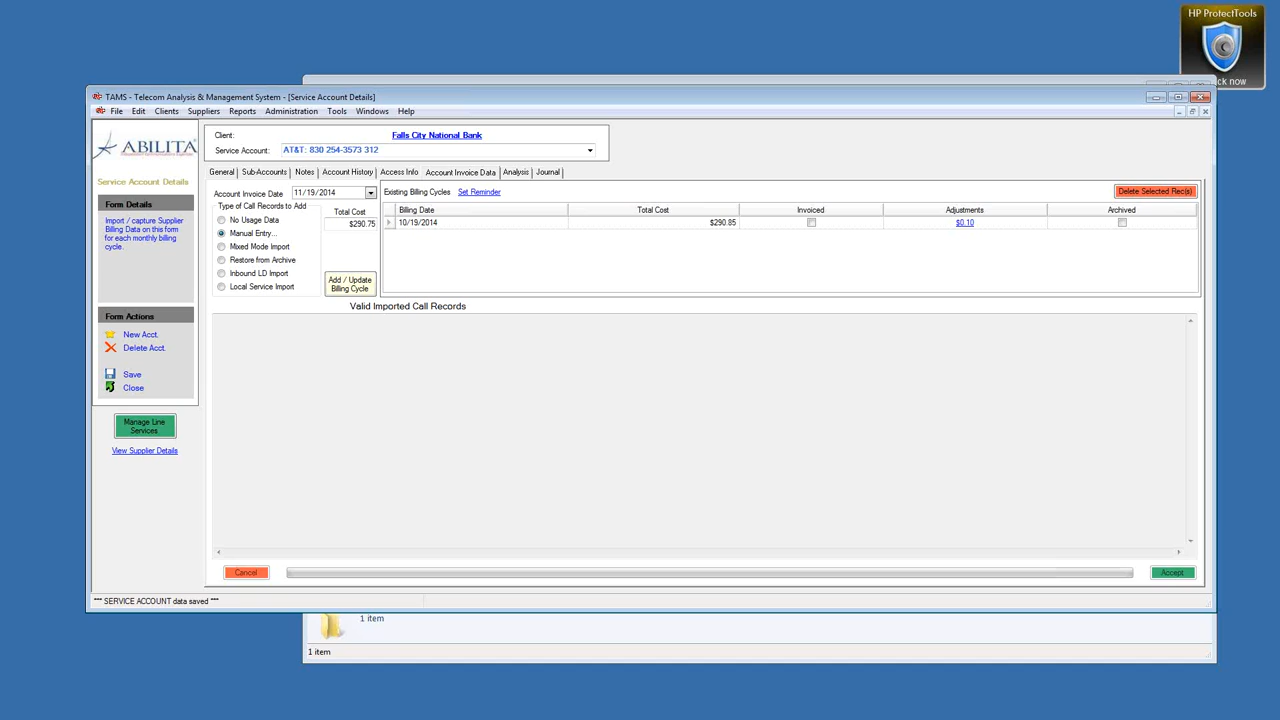 HP ProtectTools
ck now
TAMS - Telecom Analysis & Management System - [Service Account Details]
File Edit Clients Suppliers Reports Administration Tools Windows Help
ABILITA
Service Account Details
Form Details
Import / capture Supplier
Billing Data on this form
for each monthly billing
cycle.
Form Actions
New Acct.
Delete Acct.
Save
Close
Manage Line
Services
View Supplier Details
Client: Falls City National Bank
Service Account: AT&T: 830 254-3573 312
General Sub-Accounts Notes Account History Access Info Account Invoice Data Analysis Journal
Account Invoice Date 11/19/2014
Type of Call Records to Add
No Usage Data
Manual Entry...
Mixed Mode Import
Restore from Archive
Inbound LD Import
Local Service Import
Total Cost
$290.75
Add / Update
Billing Cycle
Existing Billing Cycles Set Reminder
Delete Selected Rec(s)
Billing Date Total Cost Invoiced Adjustments Archived
10/19/2014 $290.85 $0.10
Valid Imported Call Records
Cancel
Accept
*** SERVICE ACCOUNT data saved ***
1 item
1 item